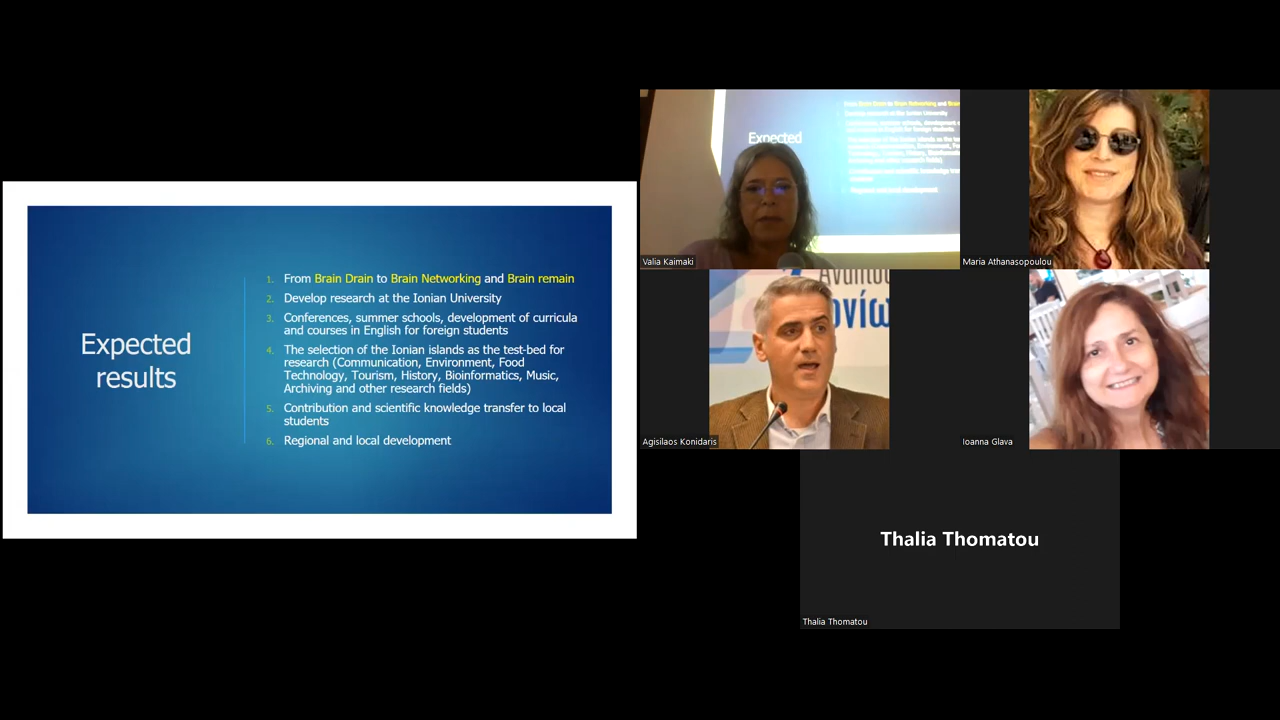 Expected
results
1. From Brain Drain to Brain Networking and Brain remain
2. Develop research at the Ionian University
3. Conferences, summer schools, development of curricula
and courses in English for foreign students
4. The selection of the Ionian islands as the test-bed for
research (Communication, Environment, Food
Technology, Tourism, History, Bioinformatics, Music,
Archiving and other research fields)
5. Contribution and scientific knowledge transfer to local
students
6. Regional and local development
Expected
Valia Kaimaki
Maria Athanasopoulou
Agisilaos Konidaris
Ioanna Glava
Thalia Thomatou
Thalia Thomatou